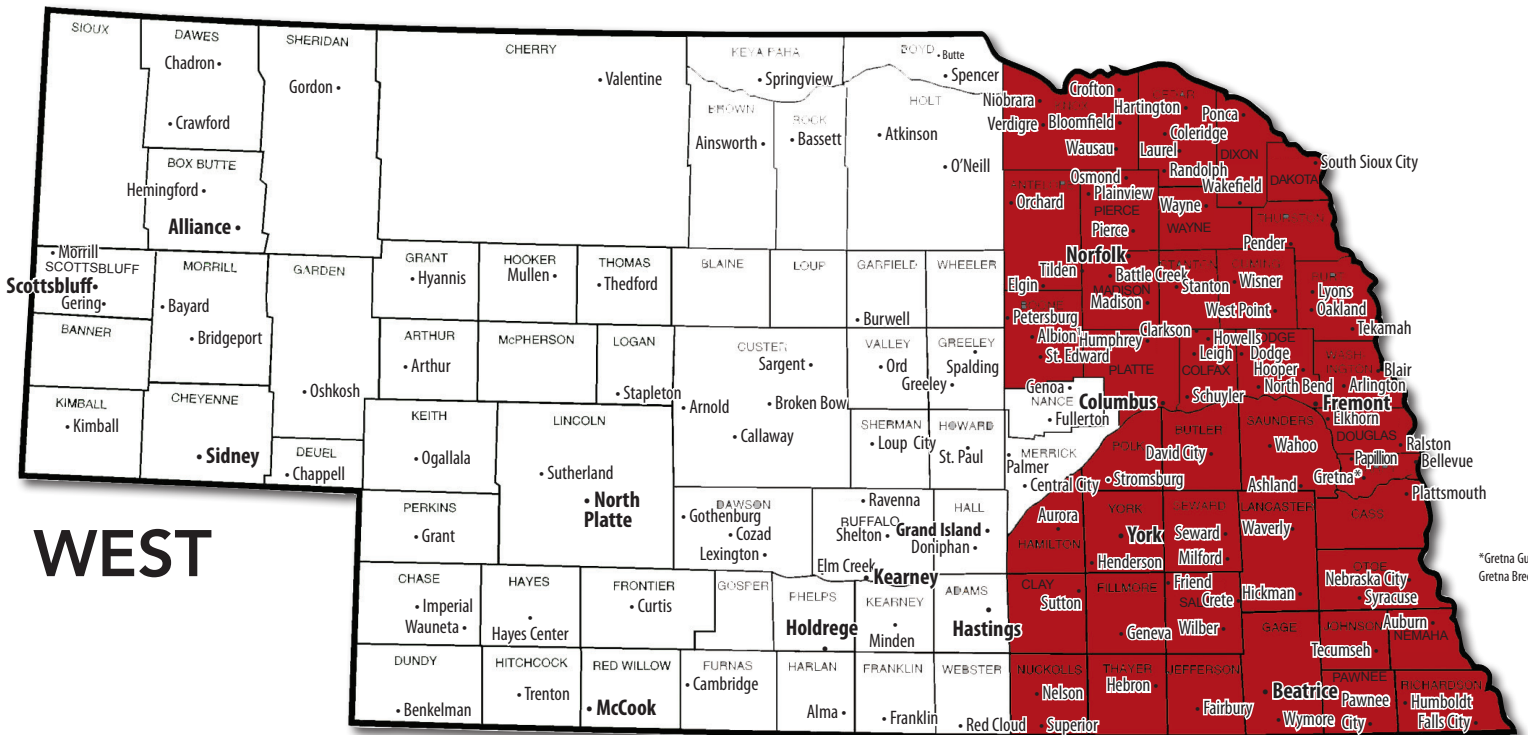 SIOUX
DAWES
Chadron
Crawford
SHERIDAN
Gordon
CHERRY
Valentine
KEYA PAHA
Springview
BOYD
Butte
Spencer
BROWN
Ainsworth
ROCK
Bassett
HOLT
Atkinson
O'Neill
Niobrara
Verdigre
Crofton
Bloomfield
Wausau
Hartington
Coleridge
Laurel
Randolph
Ponca
DIXON
Wakefield
DAKOTA
South Sioux City
BOX BUTTE
Hemingford
Alliance
ANTELOPE
Orchard
Osmond
Plainview
PIERCE
Pierce
Wayne
WAYNE
THURSTON
Pender
Morrill
SCOTTSBLUFF
Scottsbluff
Gering
MORRILL
Bayard
Bridgeport
GARDEN
Oshkosh
GRANT
Hyannis
HOOKER
Mullen
THOMAS
Thedford
BLAINE
LOUP
GARFIELD
Burwell
WHEELER
Norfolk
Tilden
Elgin
Battle Creek
MADISON
Madison
STANTON
Stanton
CUMING
Wisner
West Point
BURT
Lyons
Oakland
Tekamah
BANNER
ARTHUR
Arthur
McPHERSON
LOGAN
Stapleton
CUSTER
Sargent
Arnold
Broken Bow
Callaway
VALLEY
Ord
GREELEY
Spalding
Greeley
BOONE
Petersburg
Albion
St. Edward
Humphrey
PLATTE
Clarkson
Howells
Leigh
COLFAX
Schuyler
DODGE
Dodge
Hooper
North Bend
WASH-
INGTON
Blair
Arlington
KIMBALL
Kimball
CHEYENNE
Sidney
DEUEL
Chappell
KEITH
Ogallala
LINCOLN
Sutherland
North
Platte
SHERMAN
Loup City
HOWARD
St. Paul
Genoa
NANCE
Fullerton
Columbus
Fremont
Elkhorn
DOUGLAS
Ralston
Papillion
Bellevue
Gretna*
MERRICK
Palmer
Central City
POLK
Stromsburg
BUTLER
David City
SAUNDERS
Wahoo
Ashland
Plattsmouth
CASS
PERKINS
Grant
DAWSON
Gothenburg
Cozad
Lexington
BUFFALO
Ravenna
Shelton
Elm Creek
Kearney
HALL
Grand Island
Doniphan
Aurora
HAMILTON
YORK
York
Henderson
SEWARD
Seward
Milford
LANCASTER
Waverly
Hickman
OTOE
Nebraska City
Syracuse
*Gretna Gu
Gretna Bree
WEST
CHASE
Imperial
Wauneta
HAYES
Hayes Center
FRONTIER
Curtis
GOSPER
PHELPS
Holdrege
KEARNEY
Minden
ADAMS
Hastings
CLAY
Sutton
FILLMORE
Geneva
Friend
Crete
Wilber
GAGE
Beatrice
Wymore
JOHNSON
Tecumseh
Auburn
NEMAHA
DUNDY
Benkelman
HITCHCOCK
Trenton
RED WILLOW
McCook
FURNAS
Cambridge
HARLAN
Alma
FRANKLIN
Franklin
WEBSTER
Red Cloud
NUCKOLLS
Nelson
Superior
THAYER
Hebron
JEFFERSON
Fairbury
PAWNEE
Pawnee
City
RICHARDSON
Humboldt
Falls City